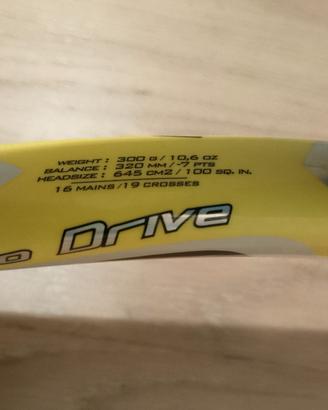 WEIGHT : 300 G / 10,6 OZ
BALANCE : 320 MM / -7 PTS
HEADSIZE : 645 CM2 / 100 SQ. IN.
16 MAINS / 19 CROSSES
Drive